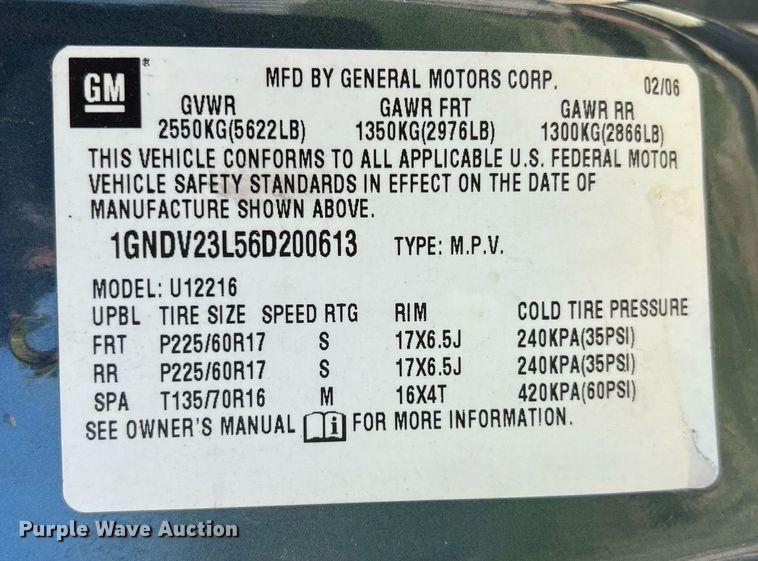 GM
MFD BY GENERAL MOTORS CORP. 02/06
GVWR GAWR FRT GAWR RR
2550KG(5622LB) 1350KG(2976LB) 1300KG(2866LB)
THIS VEHICLE CONFORMS TO ALL APPLICABLE U.S. FEDERAL MOTOR
VEHICLE SAFETY STANDARDS IN EFFECT ON THE DATE OF
MANUFACTURE SHOWN ABOVE.
1GNDV23L56D200613 TYPE: M.P.V.
MODEL: U12216
UPBL TIRE SIZE SPEED RTG RIM COLD TIRE PRESSURE
FRT P225/60R17 S 17X6.5J 240KPA(35PSI)
RR P225/60R17 S 17X6.5J 240KPA(35PSI)
SPA T135/70R16 M 16X4T 420KPA(60PSI)
SEE OWNER'S MANUAL i FOR MORE INFORMATION.
Purple Wave Auction